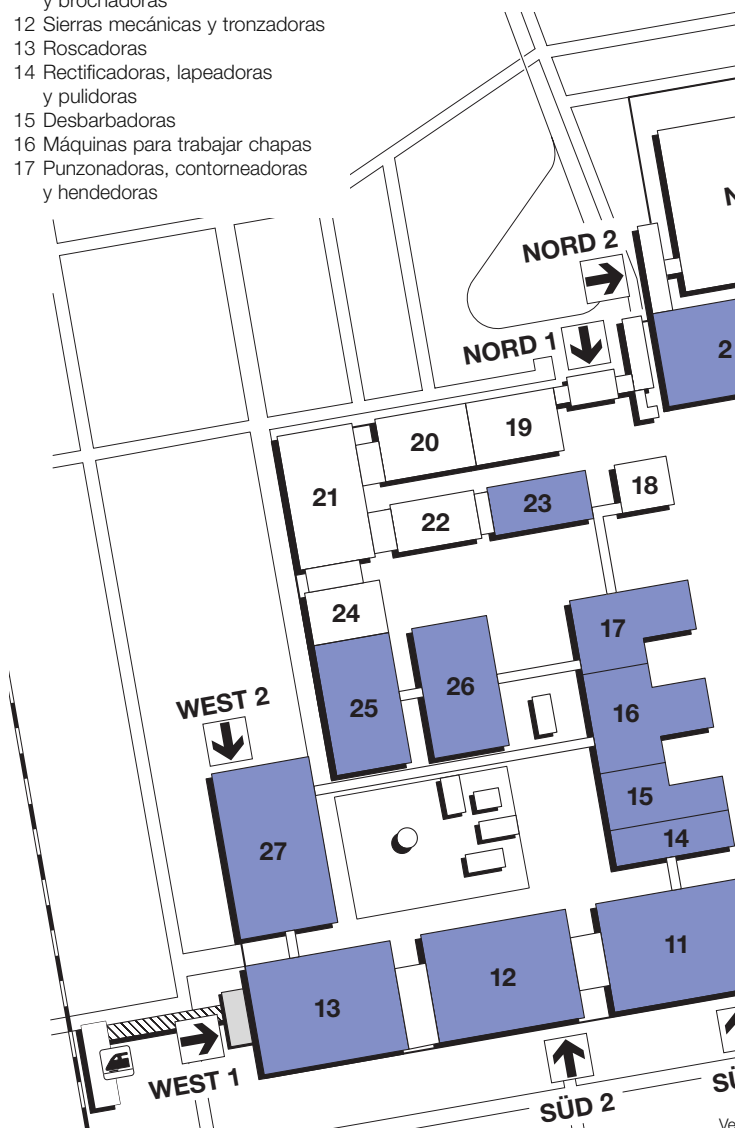 y brochadoras
12 Sierras mecánicas y tronzadoras
13 Roscadoras
14 Rectificadoras, lapeadoras
y pulidoras
15 Desbarbadoras
16 Máquinas para trabajar chapas
17 Punzonadoras, contorneadoras
y hendedoras
NORD 2
NORD 1
2
19
20
21
18
23
22
24
17
26
25
16
WEST 2
15
14
27
11
12
13
WEST 1
SÜD 2